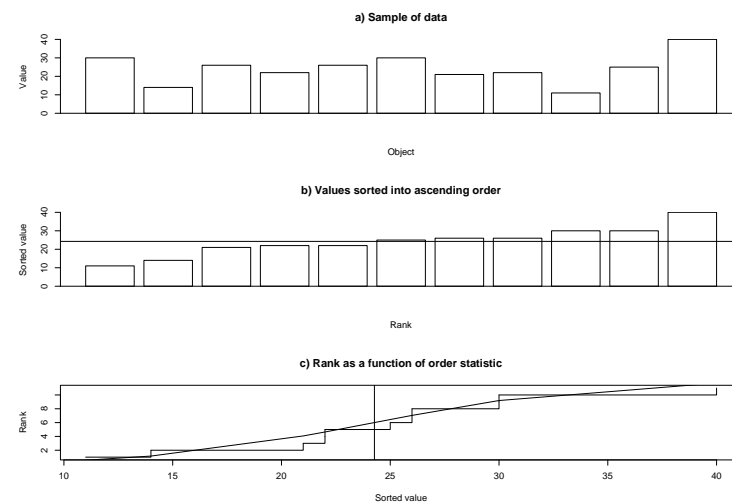 a) Sample of data
Value
0 10 20 30 40
Object
b) Values sorted into ascending order
Sorted value
0 10 20 30 40
Rank
c) Rank as a function of order statistic
Rank
2 4 6 8
10 15 20 25 30 35 40
Sorted value